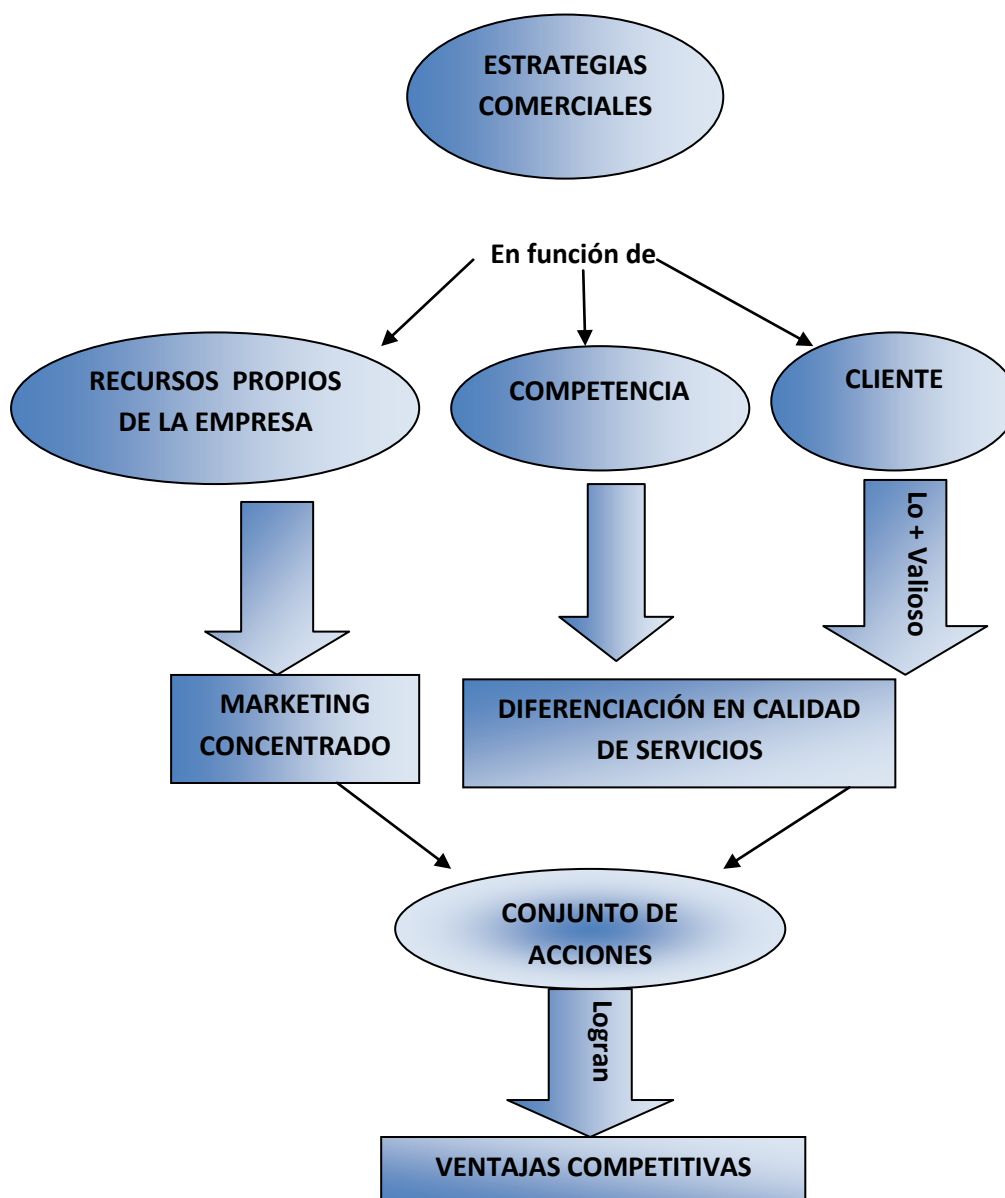 ESTRATEGIAS
COMERCIALES
En función de
RECURSOS PROPIOS
DE LA EMPRESA
COMPETENCIA
CLIENTE
Lo + Valioso
MARKETING
CONCENTRADO
DIFERENCIACIÓN EN CALIDAD
DE SERVICIOS
CONJUNTO DE
ACCIONES
Logran
VENTAJAS COMPETITIVAS